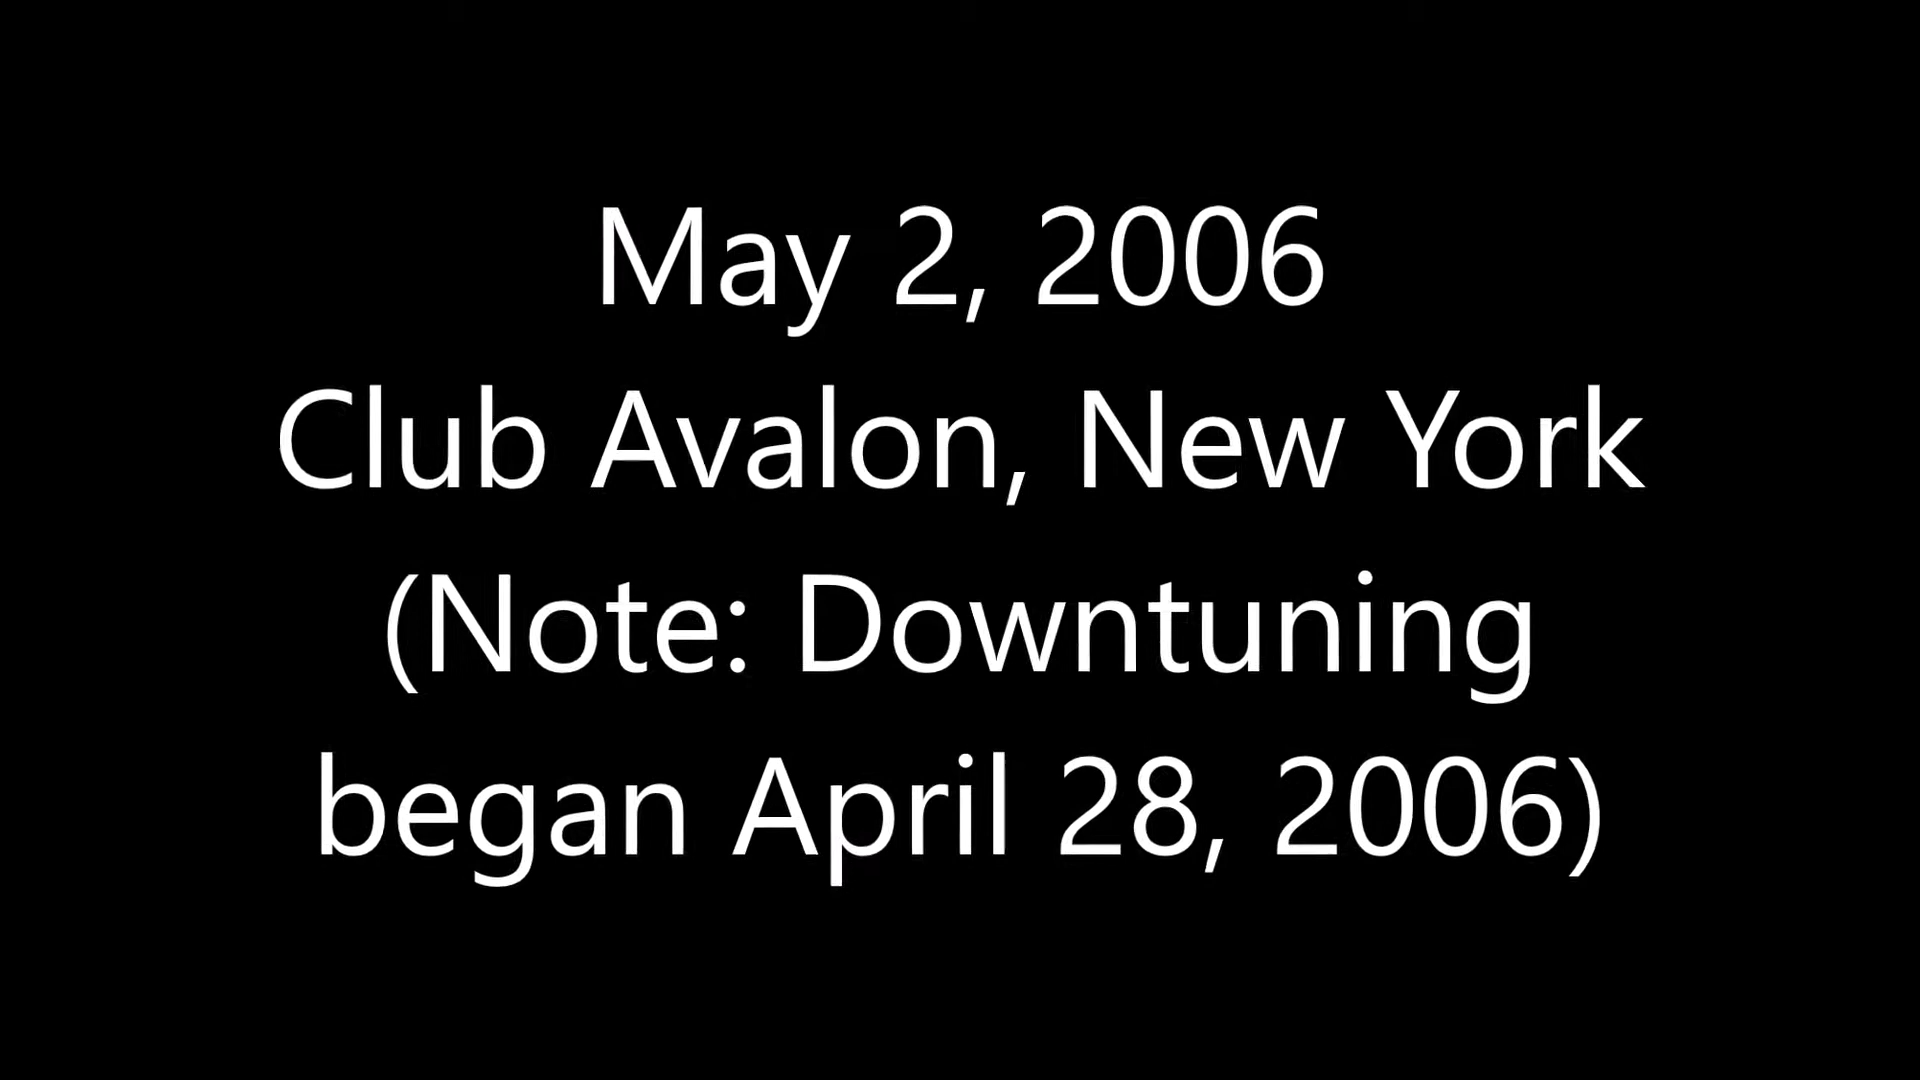 May 2, 2006
Club Avalon, New York
(Note: Downtuning
began April 28, 2006)